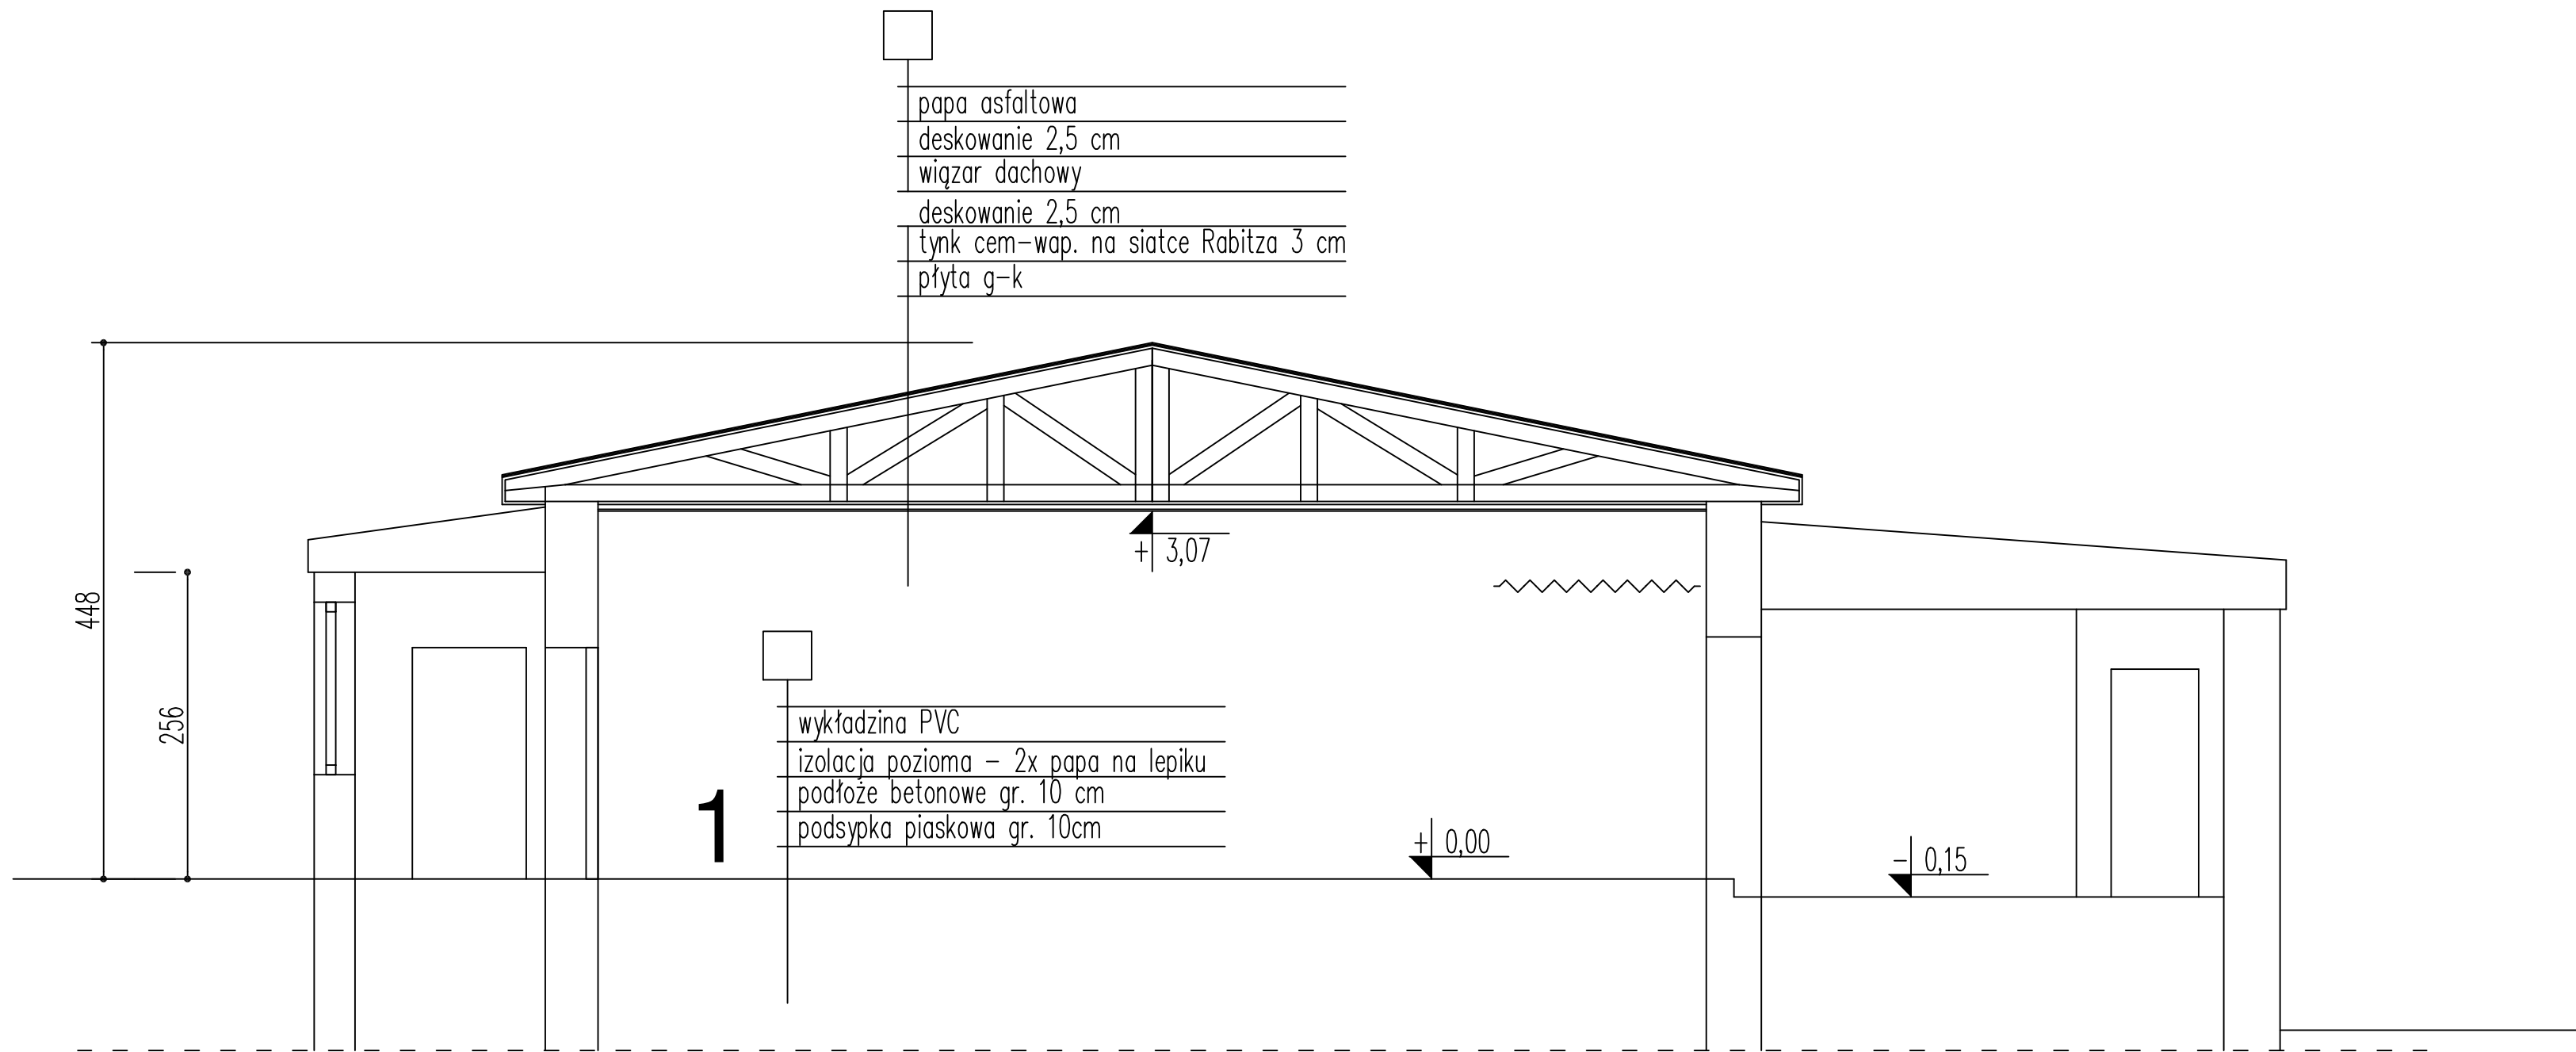 papa asfaltowa
deskowanie 2,5 cm
wiązar dachowy
deskowanie 2,5 cm
tynk cem-wap. na siatce Rabitza 3 cm
płyta g-k
+ 3,07
448
256
wykładzina PVC
izolacja pozioma - 2x papa na lepiku
podłoże betonowe gr. 10 cm
podsypka piaskowa gr. 10cm
1
+ 0,00
- 0,15